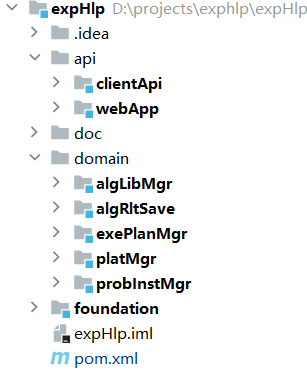 expHlp D:\projects\exphlp\expHlp
.idea
api
clientApi
webApp
.doc
domain
algLibMgr
algRltSave
exePlanMgr
platMgr
probInstMgr
foundation
expHlp.iml
pom.xml